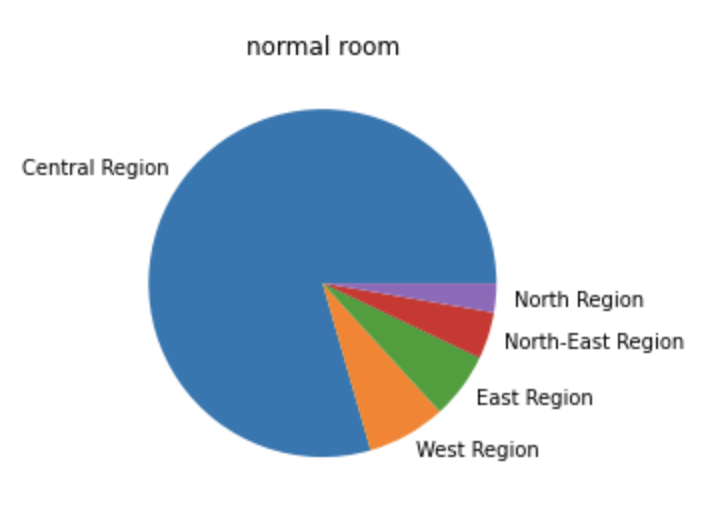 normal room
Central Region
North Region
North-East Region
East Region
West Region